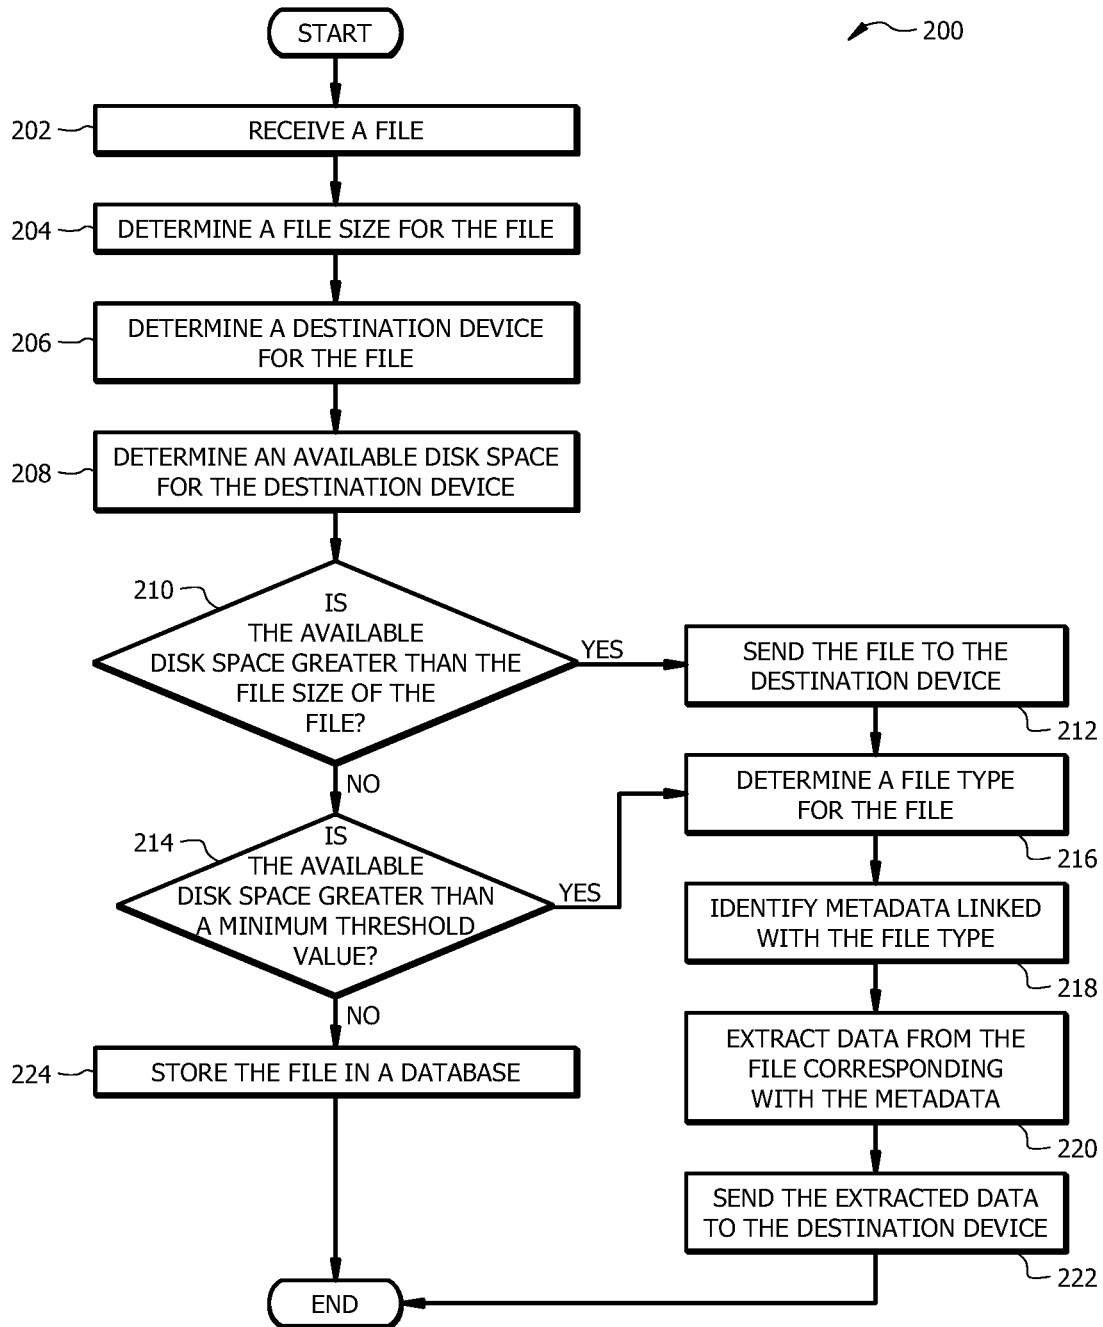 START
200
202
RECEIVE A FILE
204
DETERMINE A FILE SIZE FOR THE FILE
206
DETERMINE A DESTINATION DEVICE
FOR THE FILE
208
DETERMINE AN AVAILABLE DISK SPACE
FOR THE DESTINATION DEVICE
210
IS
THE AVAILABLE
DISK SPACE GREATER THAN THE
FILE SIZE OF THE
FILE?
YES
SEND THE FILE TO THE
DESTINATION DEVICE
212
NO
214
IS
THE AVAILABLE
DISK SPACE GREATER THAN
A MINIMUM THRESHOLD
VALUE?
YES
DETERMINE A FILE TYPE
FOR THE FILE
216
IDENTIFY METADATA LINKED
WITH THE FILE TYPE
218
EXTRACT DATA FROM THE
FILE CORRESPONDING
WITH THE METADATA
220
SEND THE EXTRACTED DATA
TO THE DESTINATION DEVICE
222
NO
224
STORE THE FILE IN A DATABASE
END